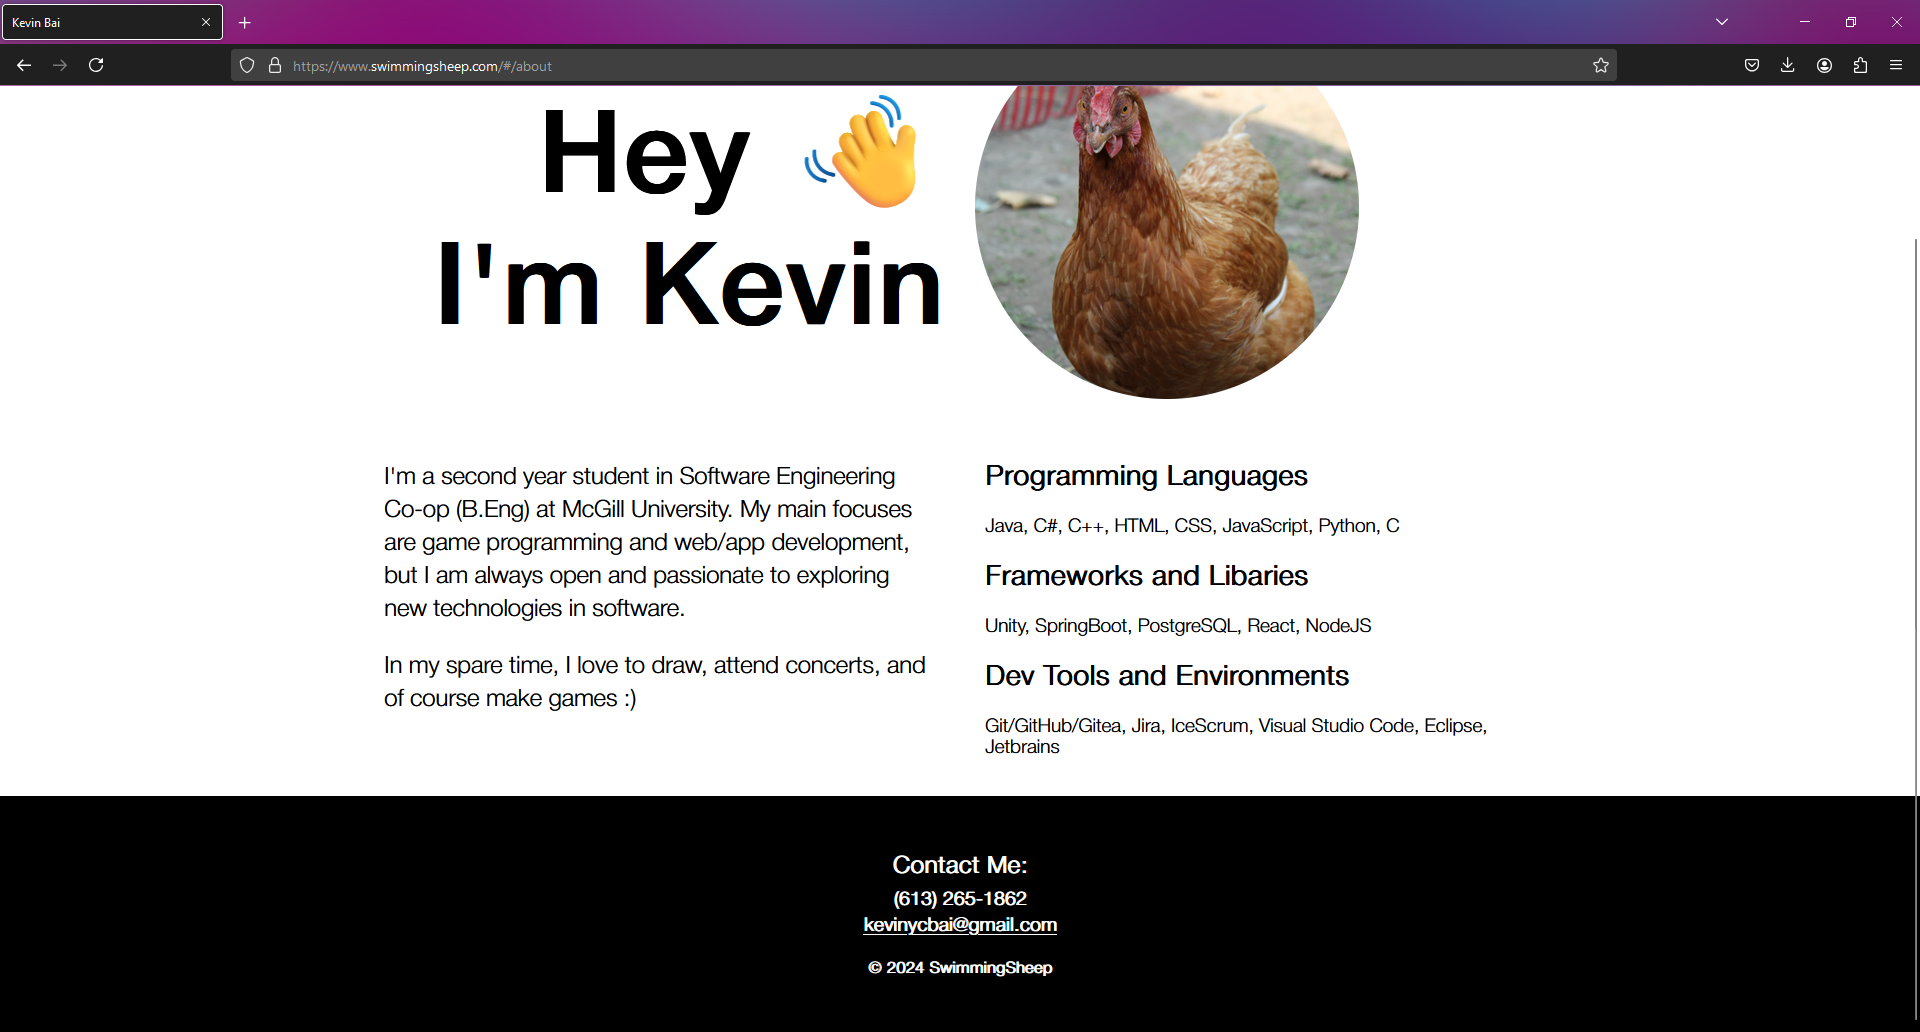 Kevin Bai
https://www.swimmingsheep.com/#/about
Hey 👋
I'm Kevin
I'm a second year student in Software Engineering
Co-op (B.Eng) at McGill University. My main focuses
are game programming and web/app development,
but I am always open and passionate to exploring
new technologies in software.
In my spare time, I love to draw, attend concerts, and
of course make games :)
Programming Languages
Java, C#, C++, HTML, CSS, JavaScript, Python, C
Frameworks and Libaries
Unity, SpringBoot, PostgreSQL, React, NodeJS
Dev Tools and Environments
Git/GitHub/Gitea, Jira, IceScrum, Visual Studio Code, Eclipse,
Jetbrains
Contact Me:
(613) 265-1862
kevinycbai@gmail.com
© 2024 SwimmingSheep